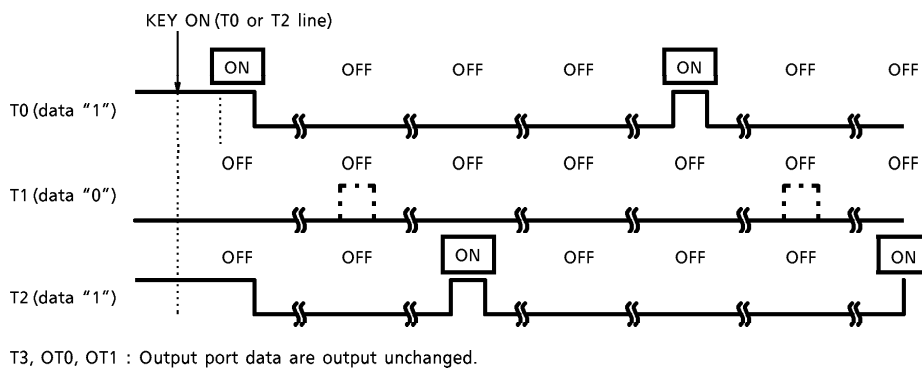 KEY ON (T0 or T2 line)
ON OFF OFF OFF ON OFF OFF
T0 (data “1”)
OFF OFF OFF OFF OFF OFF OFF
T1 (data “0”)
OFF OFF ON OFF OFF OFF ON
T2 (data “1”)
T3, OT0, OT1 : Output port data are output unchanged.